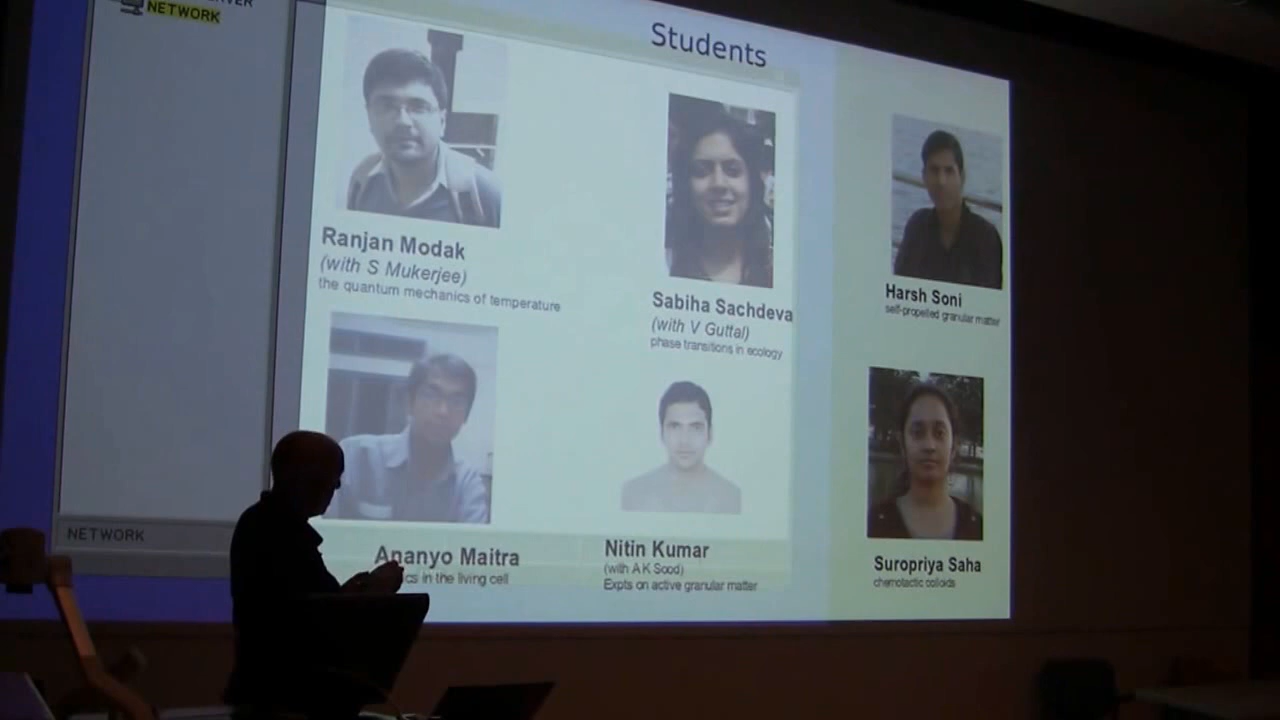 NETWORK
Students
Ranjan Modak
(with S Mukerjee)
the quantum mechanics of temperature
Sabiha Sachdeva
(with V Guttal)
phase transitions in ecology
Harsh Soni
self-propelled granular matter
Ananyo Maitra
in the living cell
Nitin Kumar
(with A K Sood)
Expts on active granular matter
Suropriya Saha
chemotactic colloids
NETWORK